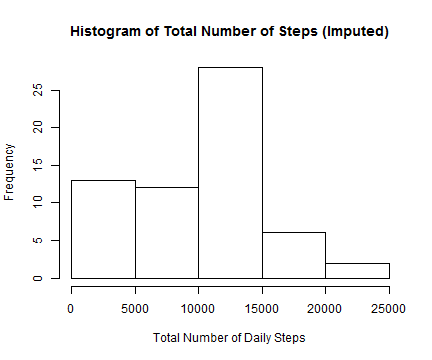 Histogram of Total Number of Steps (Imputed)
Frequency
25
20
15
10
5
0
0 5000 10000 15000 20000 25000
Total Number of Daily Steps